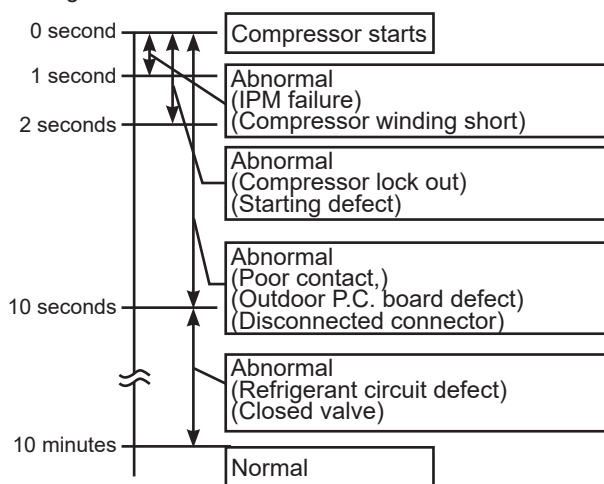 0 second
Compressor starts
1 second
Abnormal
(IPM failure)
(Compressor winding short)
2 seconds
Abnormal
(Compressor lock out)
(Starting defect)
Abnormal
(Poor contact,)
(Outdoor P.C. board defect)
(Disconnected connector)
10 seconds
Abnormal
(Refrigerant circuit defect)
(Closed valve)
10 minutes
Normal